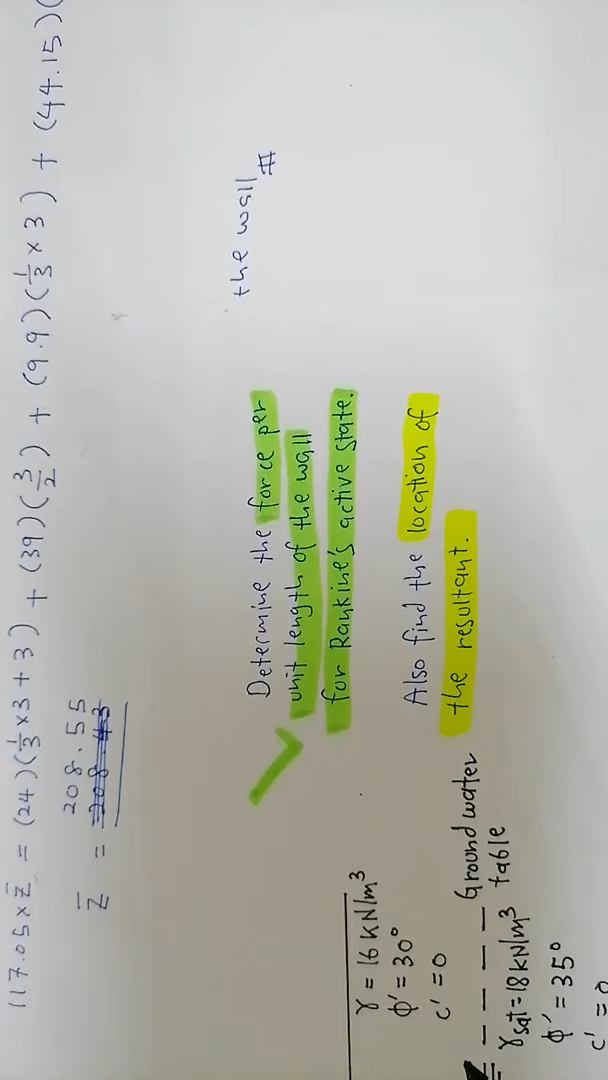 117.05 × z̄ = (24)(1/3 × 3 + 3) + (39)(3/2) + (9.9)(1/3 × 3) + (44.15)(
208.55
z̄ = 208.43
the wall #
Determine the force per
unit length of the wall
for Rankine's active state.
Also find the location of
the resultant.
γ = 16 KN/m³
φ' = 30°
c' = 0
Ground water
table
γsat = 18 KN/m³
φ' = 35°
c' = 0